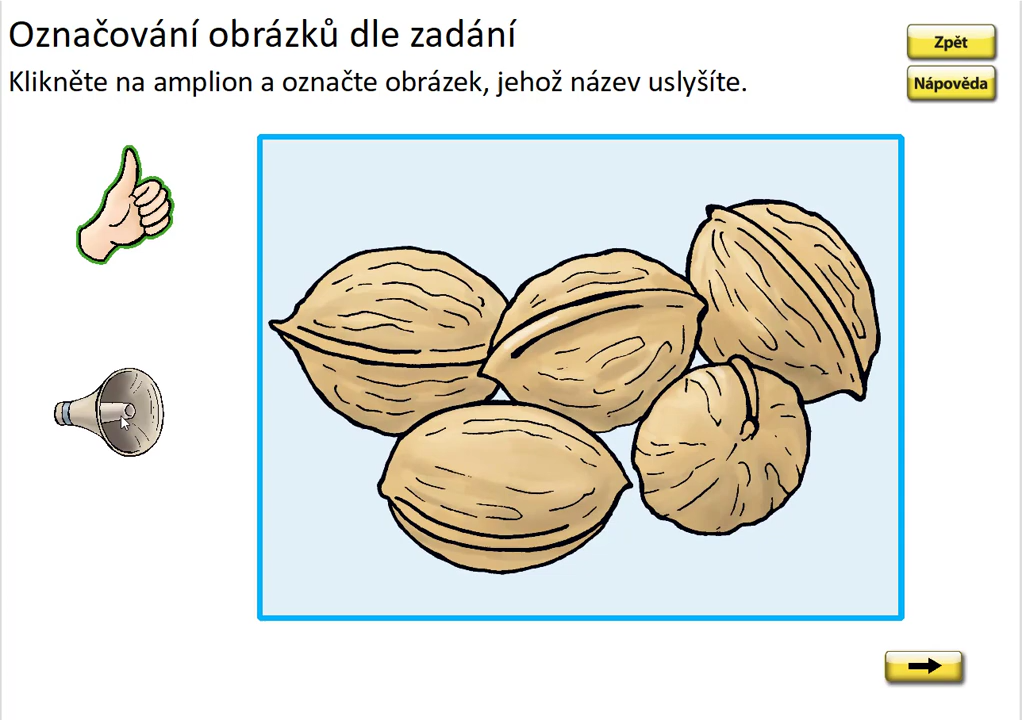 Označování obrázků dle zadání
Klikněte na amplion a označte obrázek, jehož název uslyšíte.
Zpět
Nápověda